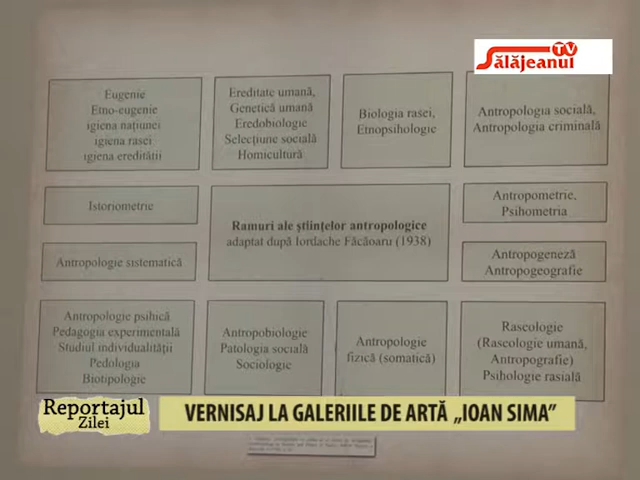 Sălăjeanul TV
Eugenie
Etno-eugenie
igiena națiunei
igiena rasei
igiena eredității
Ereditate umană,
Genetică umană
Eredobiologie
Selecțiune socială
Homicultură
Biologia rasei,
Etnopsihologie
Antropologia socială,
Antropologia criminală
Istoriometrie
Ramuri ale științelor antropologice
adaptat după Iordache Făcăoaru (1938)
Antropometrie,
Psihometria
Antropologie sistematică
Antropogeneză
Antropogeografie
Antropologie psihică
Pedagogia experimentală
Studiul individualității
Pedologia
Biotipologie
Antropobiologie
Patologia socială
Sociologie
Antropologie
fizică (somatică)
Rascologie
(Rascologie umană,
Antropografie)
Psihologie rasială
Reportajul
Zilei
VERNISAJ LA GALERIILE DE ARTĂ „IOAN SIMA”